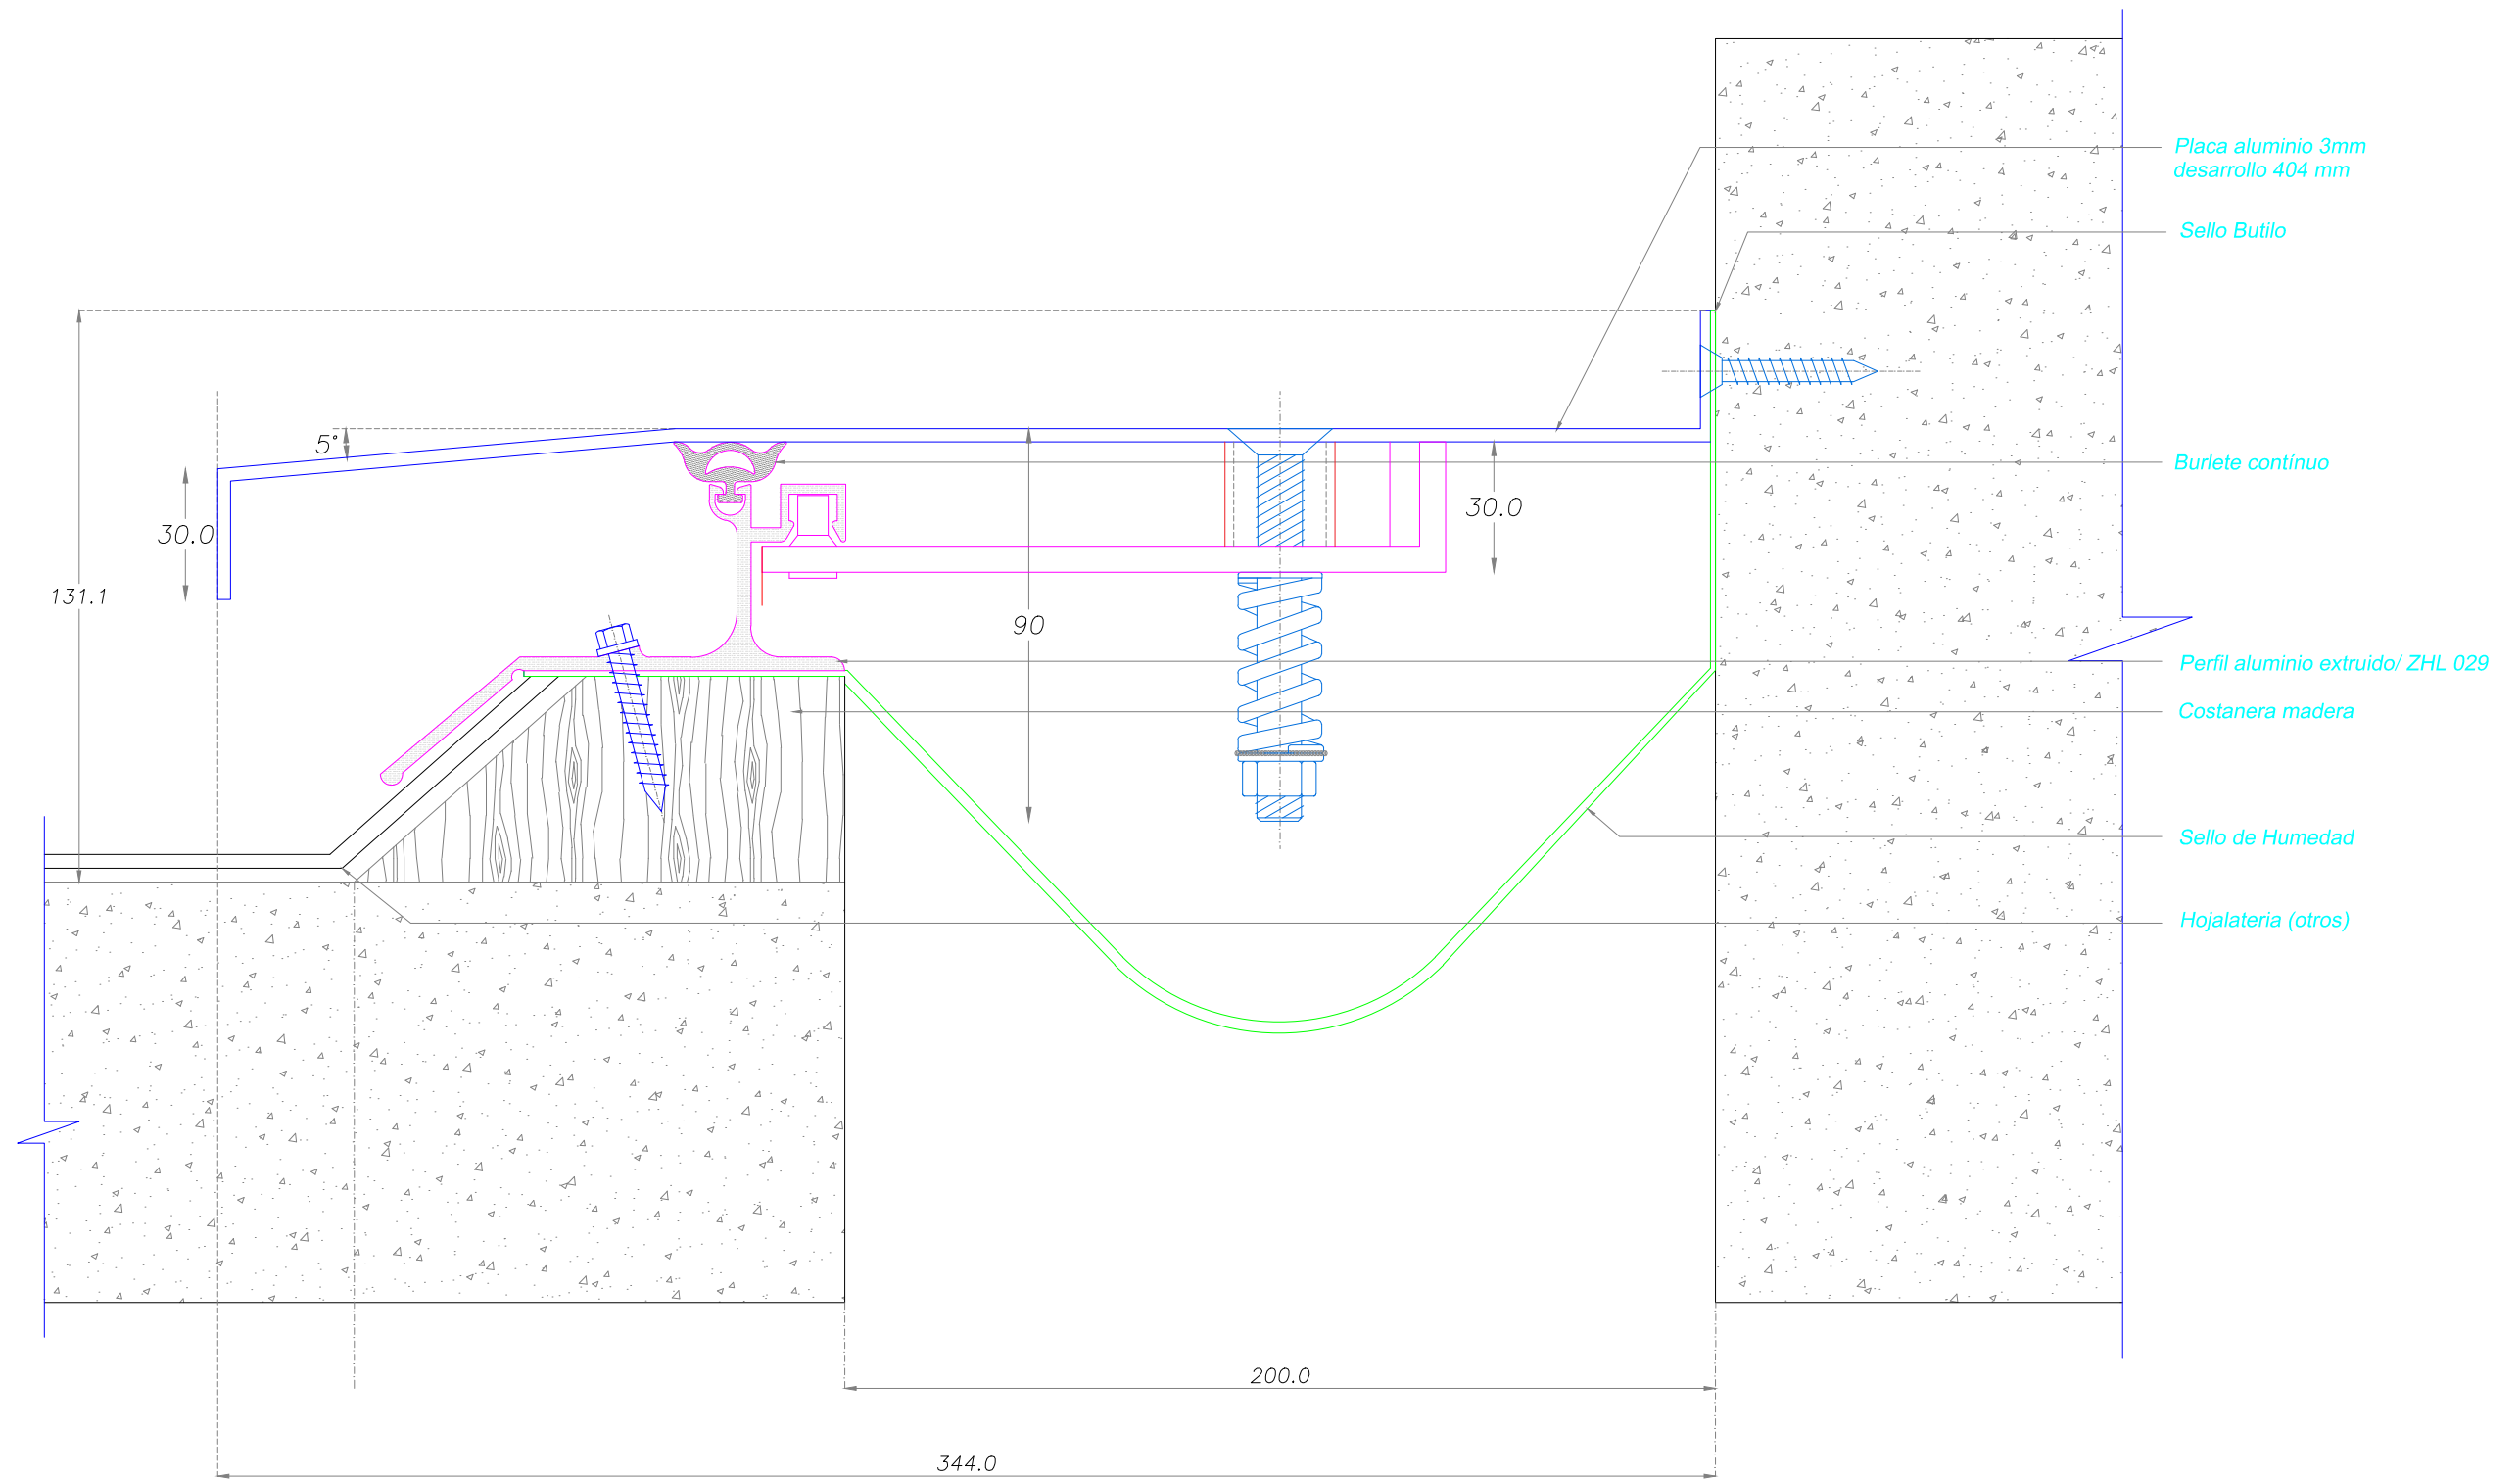 Placa aluminio 3mm
desarrollo 404 mm
Sello Butilo
5°
Burlete contínuo
30.0
30.0
131.1
90
Perfil aluminio extruido/ ZHL 029
Costanera madera
Sello de Humedad
Hojalateria (otros)
200.0
344.0